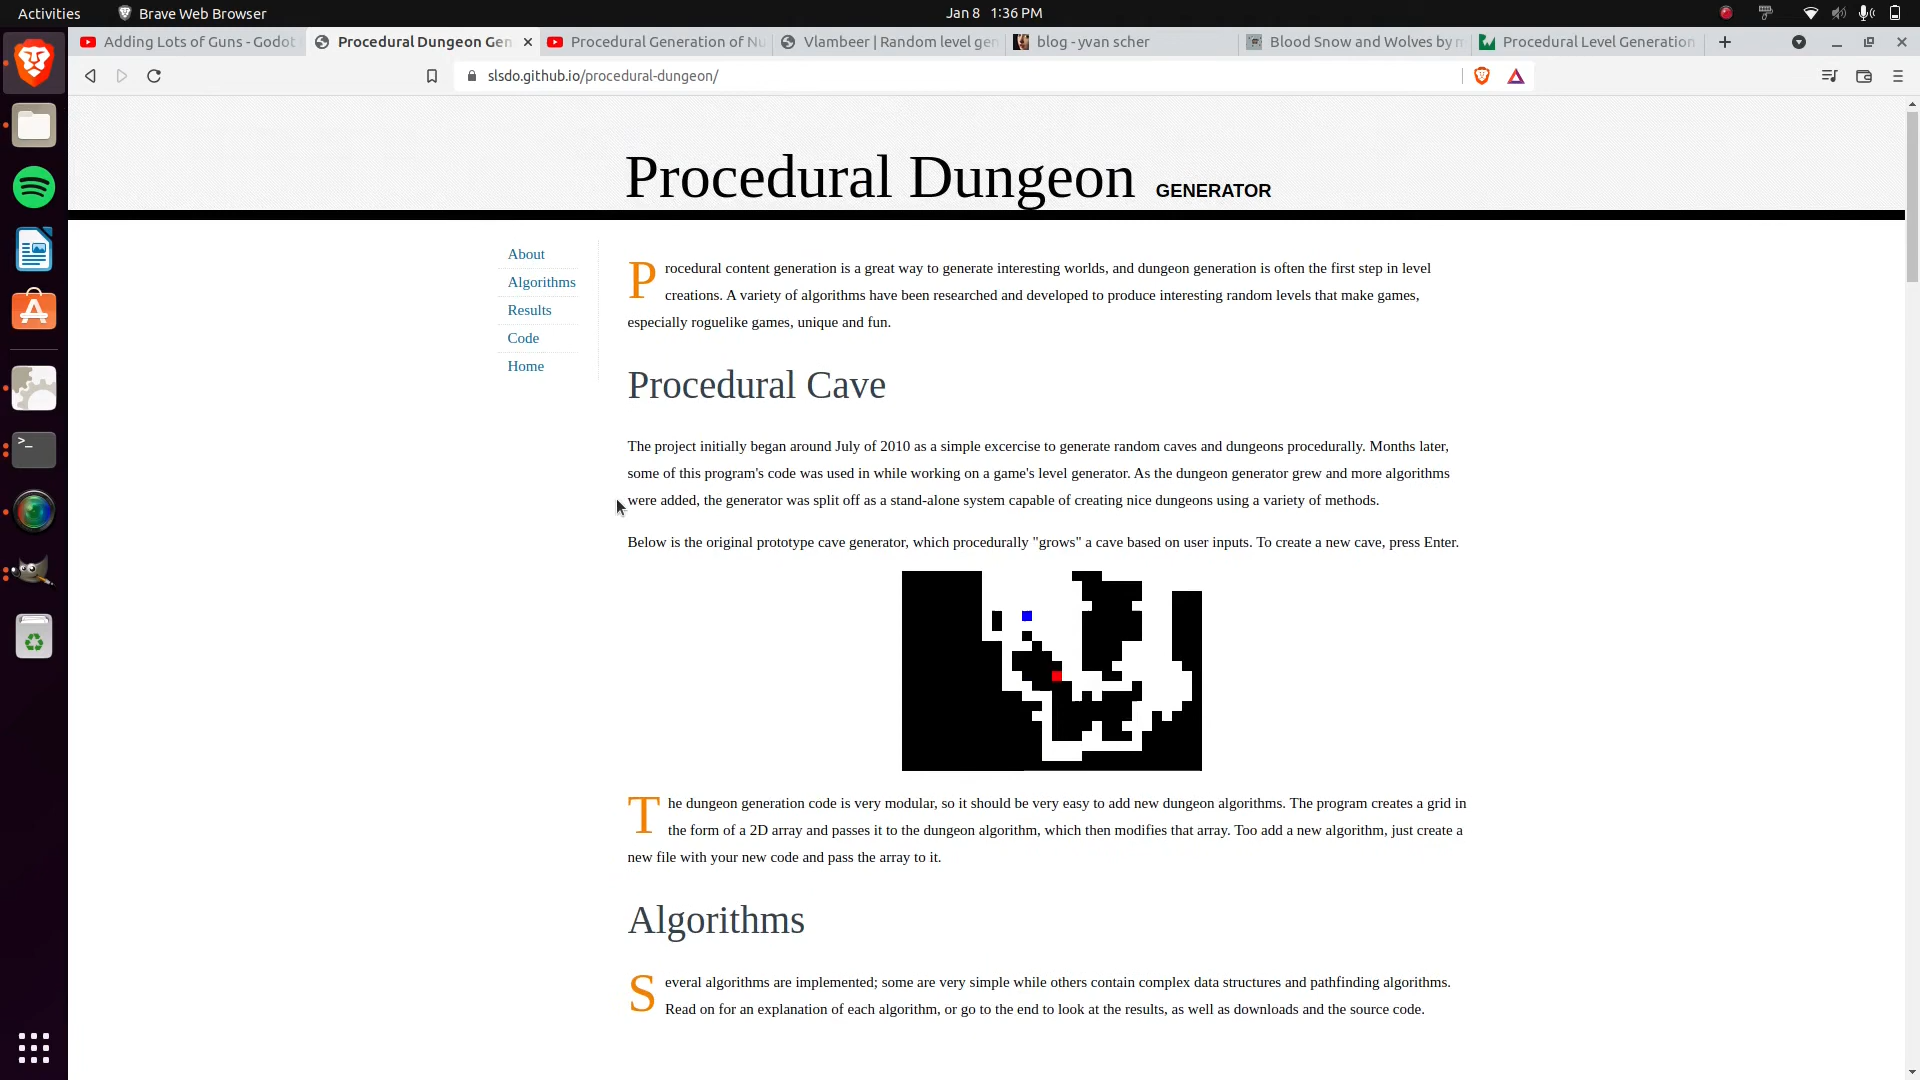 Activities
Brave Web Browser
Jan 8 1:36 PM
Adding Lots of Guns - Godot
Procedural Dungeon Gen
Procedural Generation of Nu
Vlambeer | Random level gen
blog - yvan scher
Blood Snow and Wolves by m
Procedural Level Generation
slsdo.github.io/procedural-dungeon/
Procedural Dungeon GENERATOR
About
Algorithms
Results
Code
Home
Procedural content generation is a great way to generate interesting worlds, and dungeon generation is often the first step in level
creations. A variety of algorithms have been researched and developed to produce interesting random levels that make games,
especially roguelike games, unique and fun.
Procedural Cave
The project initially began around July of 2010 as a simple excercise to generate random caves and dungeons procedurally. Months later,
some of this program's code was used in while working on a game's level generator. As the dungeon generator grew and more algorithms
were added, the generator was split off as a stand-alone system capable of creating nice dungeons using a variety of methods.
Below is the original prototype cave generator, which procedurally "grows" a cave based on user inputs. To create a new cave, press Enter.
The dungeon generation code is very modular, so it should be very easy to add new dungeon algorithms. The program creates a grid in
the form of a 2D array and passes it to the dungeon algorithm, which then modifies that array. Too add a new algorithm, just create a
new file with your new code and pass the array to it.
Algorithms
Several algorithms are implemented; some are very simple while others contain complex data structures and pathfinding algorithms.
Read on for an explanation of each algorithm, or go to the end to look at the results, as well as downloads and the source code.